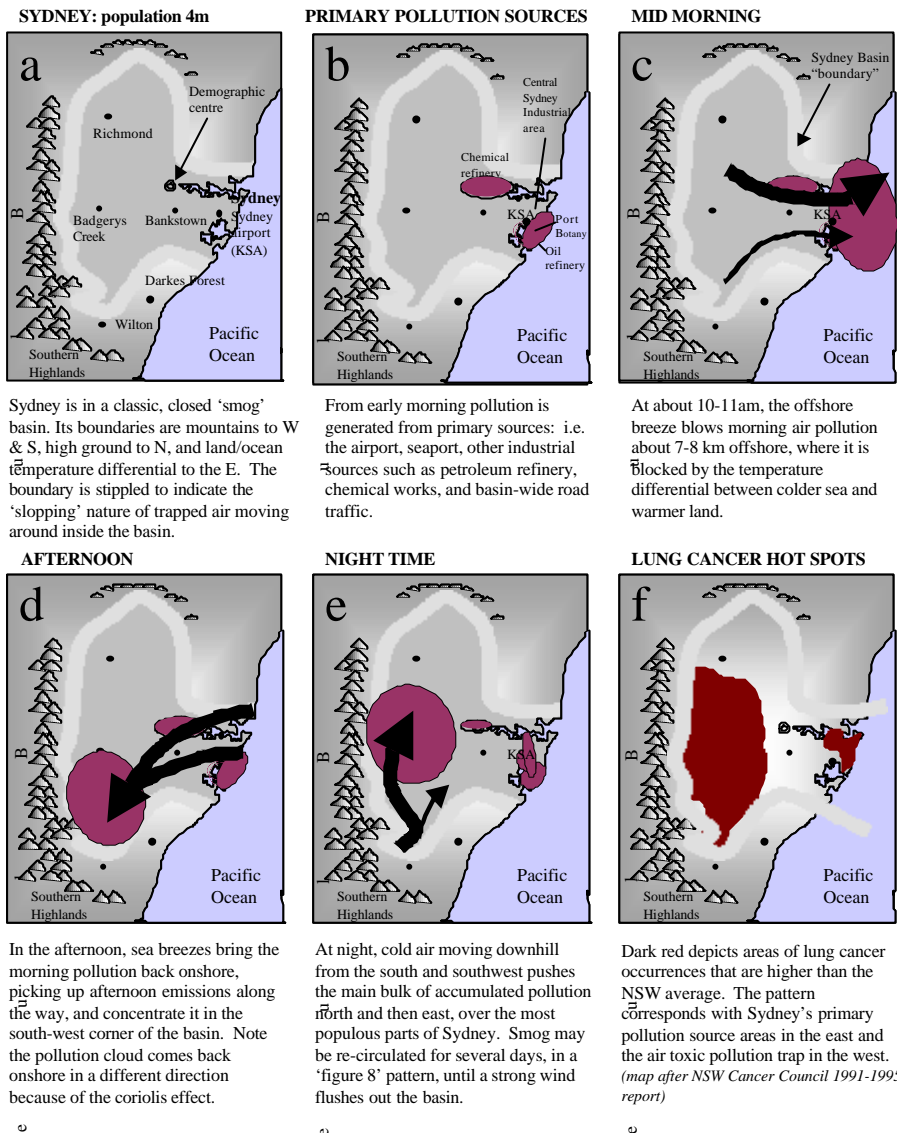 SYDNEY: population 4m
a
Demographic
centre
Richmond
Sydney
Badgerys
Creek
Bankstown
Sydney
airport
(KSA)
Darkes Forest
Wilton
Pacific
Ocean
Southern
Highlands
B
l
Sydney is in a classic, closed ‘smog’
basin. Its boundaries are mountains to W
& S, high ground to N, and land/ocean
temperature differential to the E. The
boundary is stippled to indicate the
‘slopping’ nature of trapped air moving
around inside the basin.
u
PRIMARY POLLUTION SOURCES
b
Central
Sydney
Industrial
area
Chemical
refinery
KSA
Port
Botany
Oil
refinery
Pacific
Ocean
Southern
Highlands
B
l
From early morning pollution is
generated from primary sources: i.e.
the airport, seaport, other industrial
sources such as petroleum refinery,
chemical works, and basin-wide road
traffic.
u
MID MORNING
c
Sydney Basin
“boundary”
KSA
Pacific
Ocean
Southern
Highlands
B
l
At about 10-11am, the offshore
breeze blows morning air pollution
about 7-8 km offshore, where it is
blocked by the temperature
differential between colder sea and
warmer land.
u
AFTERNOON
d
Pacific
Ocean
Southern
Highlands
B
l
In the afternoon, sea breezes bring the
morning pollution back onshore,
picking up afternoon emissions along
the way, and concentrate it in the
south-west corner of the basin. Note
the pollution cloud comes back
onshore in a different direction
because of the coriolis effect.
u
e
NIGHT TIME
e
KSA
Pacific
Ocean
Southern
Highlands
B
l
At night, cold air moving downhill
from the south and southwest pushes
the main bulk of accumulated pollution
north and then east, over the most
populous parts of Sydney. Smog may
be re-circulated for several days, in a
‘figure 8’ pattern, until a strong wind
flushes out the basin.
u
e
LUNG CANCER HOT SPOTS
f
Pacific
Ocean
Southern
Highlands
B
l
Dark red depicts areas of lung cancer
occurrences that are higher than the
NSW average. The pattern
corresponds with Sydney’s primary
pollution source areas in the east and
the air toxic pollution trap in the west.
(map after NSW Cancer Council 1991-1995
report)
u
e